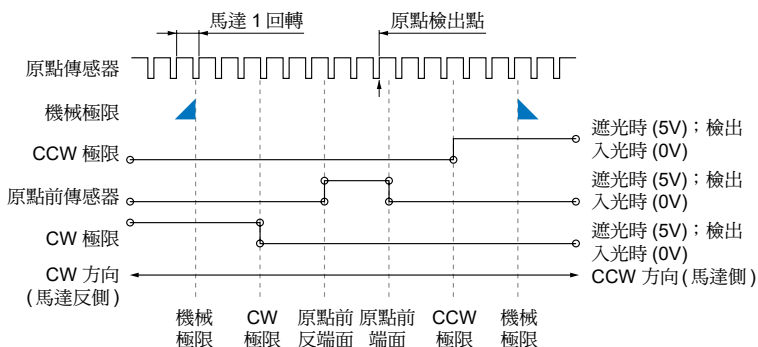 馬達 1 回轉
原點檢出點
原點傳感器
機械極限
CCW 極限
遮光時 (5V)；檢出
入光時 (0V)
原點前傳感器
遮光時 (5V)；檢出
入光時 (0V)
CW 極限
遮光時 (5V)；檢出
入光時 (0V)
CW 方向
(馬達反側)
CCW 方向(馬達側)
機械
極限
CW
極限
原點前
反端面
原點前
端面
CCW
極限
機械
極限